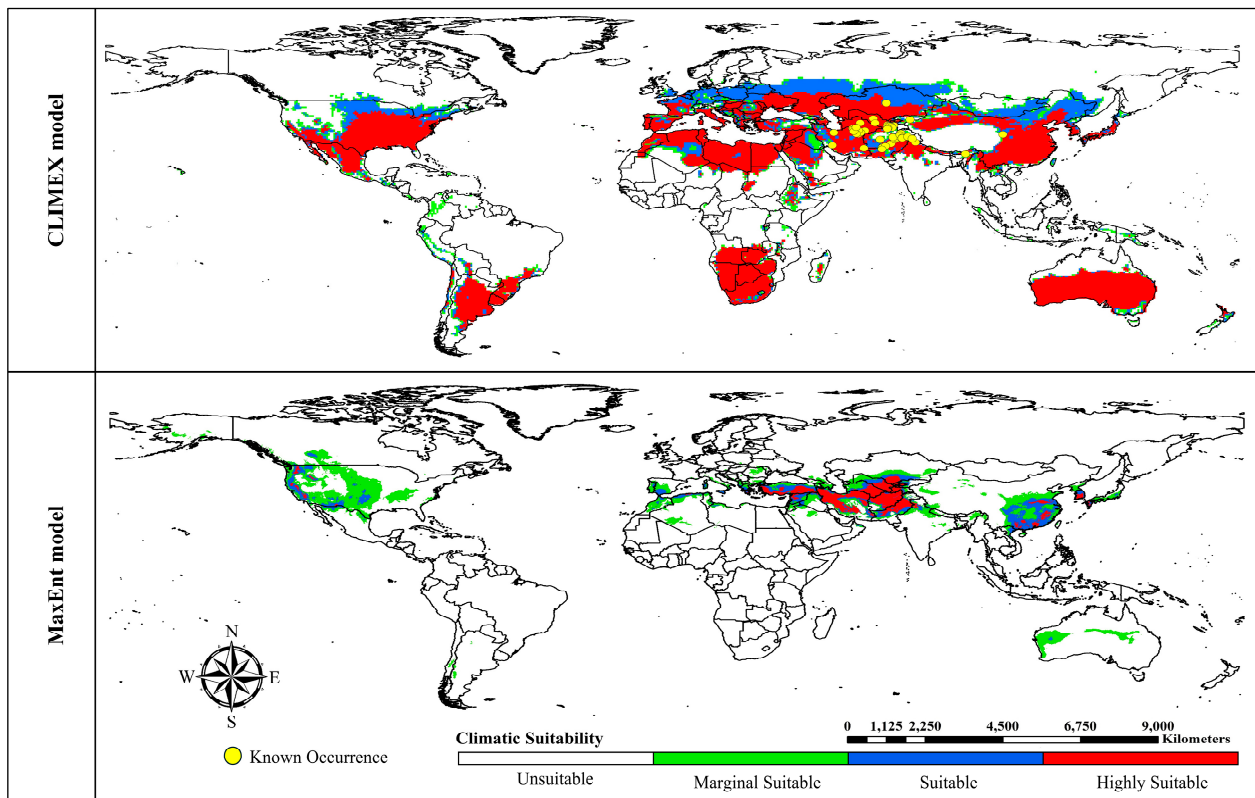 CLIMEX model
MaxEnt model
N
W E
S
Known Occurrence
Climatic Suitability
0 1,125 2,250 4,500 6,750 9,000
Kilometers
Unsuitable Marginal Suitable Suitable Highly Suitable